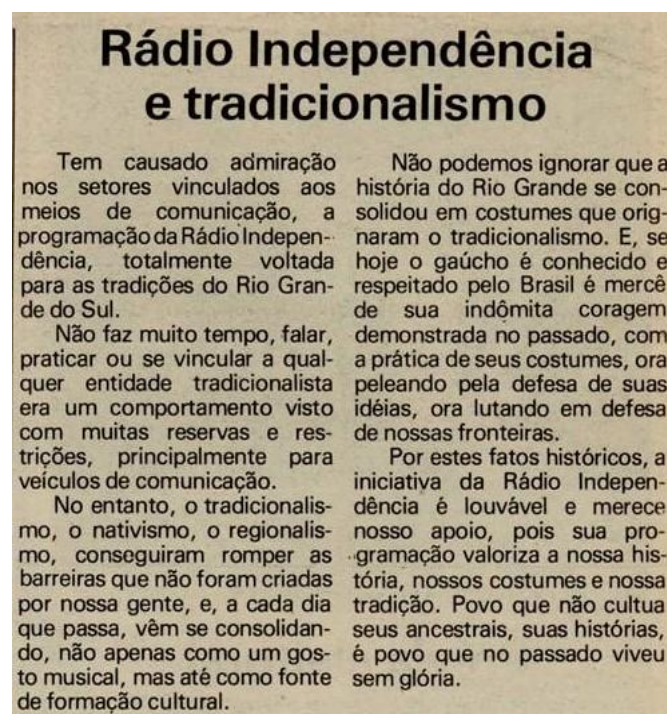 Rádio Independência
e tradicionalismo
Tem causado admiração
nos setores vinculados aos
meios de comunicação, a
programação da Rádio Indepen-
dência, totalmente voltada
para as tradições do Rio Gran-
de do Sul.
Não faz muito tempo, falar,
praticar ou se vincular a qual-
quer entidade tradicionalista
era um comportamento visto
com muitas reservas e res-
trições, principalmente para
veículos de comunicação.
No entanto, o tradicionalis-
mo, o nativismo, o regionalis-
mo, conseguiram romper as
barreiras que não foram criadas
por nossa gente, e, a cada dia
que passa, vêm se consolidan-
do, não apenas como um gos-
to musical, mas até como fonte
de formação cultural.
Não podemos ignorar que a
história do Rio Grande se con-
solidou em costumes que orig-
naram o tradicionalismo. E, se
hoje o gaúcho é conhecido e
respeitado pelo Brasil é mercê
de sua indômita coragem
demonstrada no passado, com
a prática de seus costumes, ora
peleando pela defesa de suas
idéias, ora lutando em defesa
de nossas fronteiras.
Por estes fatos históricos, a
iniciativa da Rádio Indepen-
dência é louvável e merece
nosso apoio, pois sua pro-
gramação valoriza a nossa his-
tória, nossos costumes e nossa
tradição. Povo que não cultua
seus ancestrais, suas histórias,
é povo que no passado viveu
sem glória.